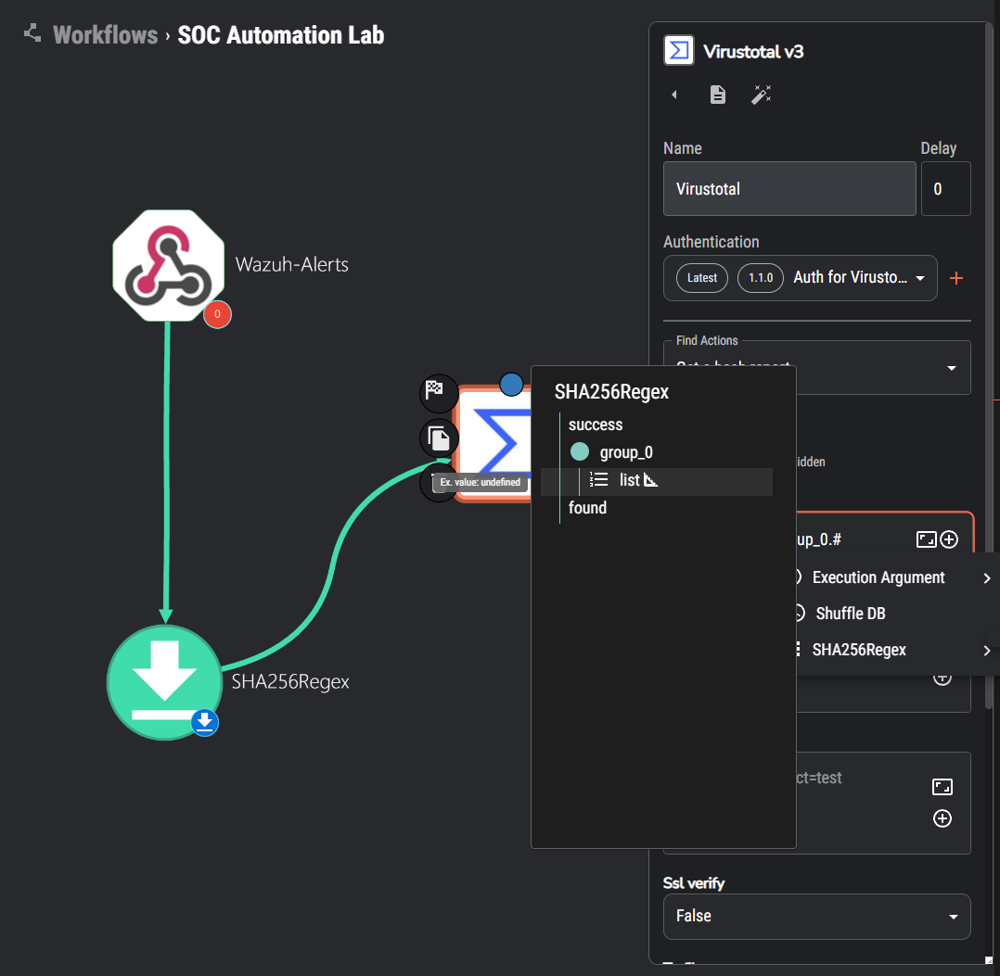 Workflows › SOC Automation Lab
Virustotal v3
Name
Delay
Virustotal
0
Authentication
Latest
1.1.0
Auth for Virusto...
Find Actions
Get a hash report
Wazuh-Alerts
0
SHA256Regex
success
group_0
list
found
Ex. value: undefined
idden
up_0.#
Execution Argument
Shuffle DB
SHA256Regex
SHA256Regex
ct=test
Ssl verify
False